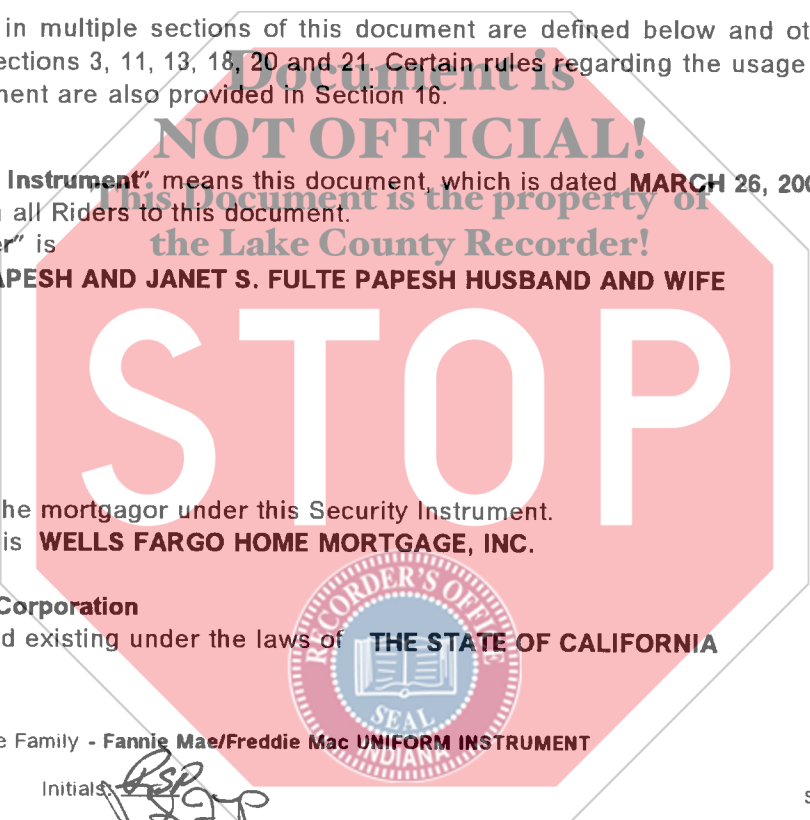 in multiple sections of this document are defined below and ot
ections 3, 11, 13, 18, 20 and 21. Certain rules regarding the usage
ment are also provided in Section 16.
Document is
NOT OFFICIAL!
This Document is the property of
the Lake County Recorder!
Instrument" means this document, which is dated MARCH 26, 200
all Riders to this document.
er" is
APESH AND JANET S. FULTE PAPESH HUSBAND AND WIFE
STOP
he mortgagor under this Security Instrument.
is WELLS FARGO HOME MORTGAGE, INC.
Corporation
d existing under the laws of THE STATE OF CALIFORNIA
RECORDER'S OFFICE
SEAL
INDIANA
e Family - Fannie Mae/Freddie Mac UNIFORM INSTRUMENT
Initials: